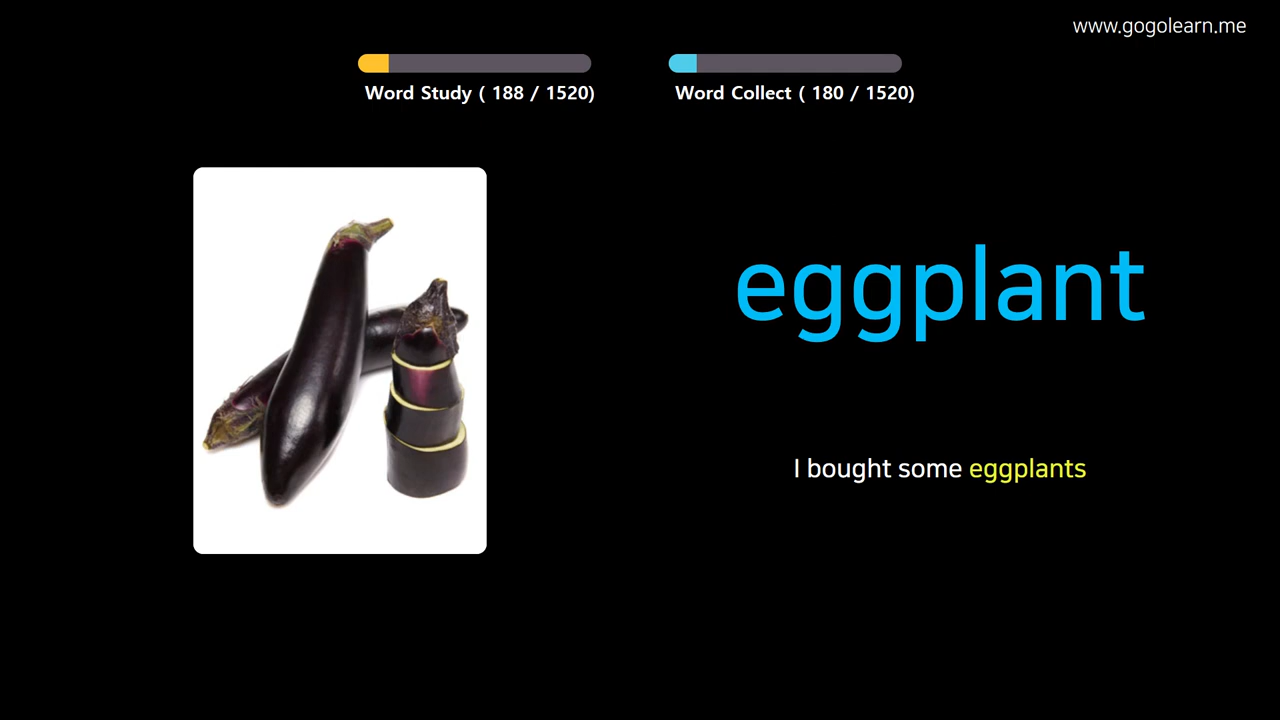 www.gogolearn.me
Word Study ( 188 / 1520)
Word Collect ( 180 / 1520)
eggplant
I bought some eggplants